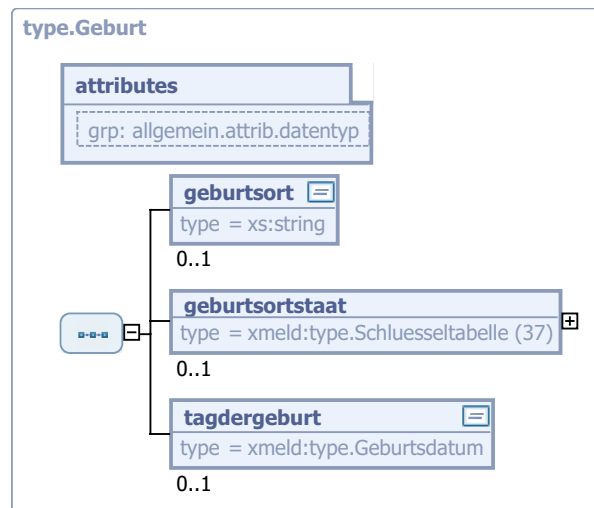 type.Geburt
attributes
grp: allgemein.attrib.datentyp
geburtsort
type = xs:string
0..1
geburtsortstaat
type = xmeld:type.Schluesseltabelle (37)
0..1
tagdergeburt
type = xmeld:type.Geburtsdatum
0..1